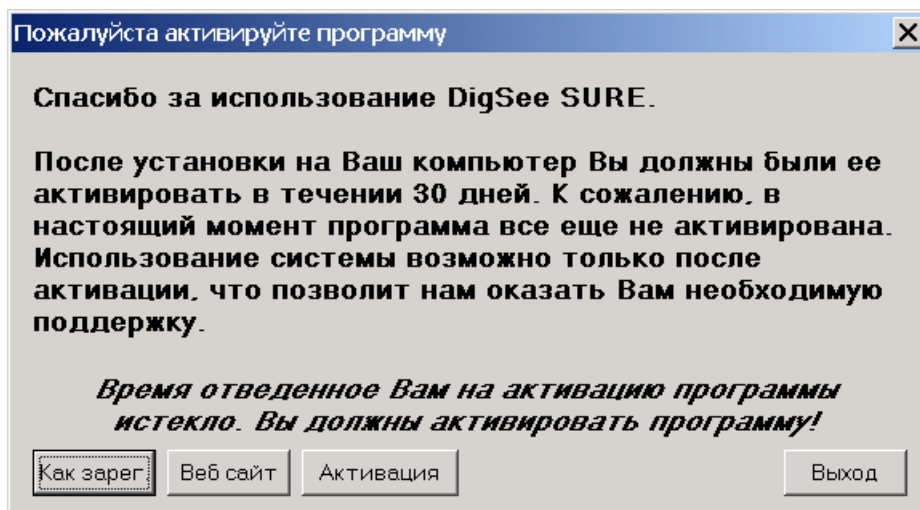 Пожалуйста активируйте программу
Спасибо за использование DigSee SURE.
После установки на Ваш компьютер Вы должны были ее
активировать в течении 30 дней. К сожалению, в
настоящий момент программа все еще не активирована.
Использование системы возможно только после
активации, что позволит нам оказать Вам необходимую
поддержку.
Время отведенное Вам на активацию программы
истекло. Вы должны активировать программу!
Как зарег. Веб сайт Активация Выход